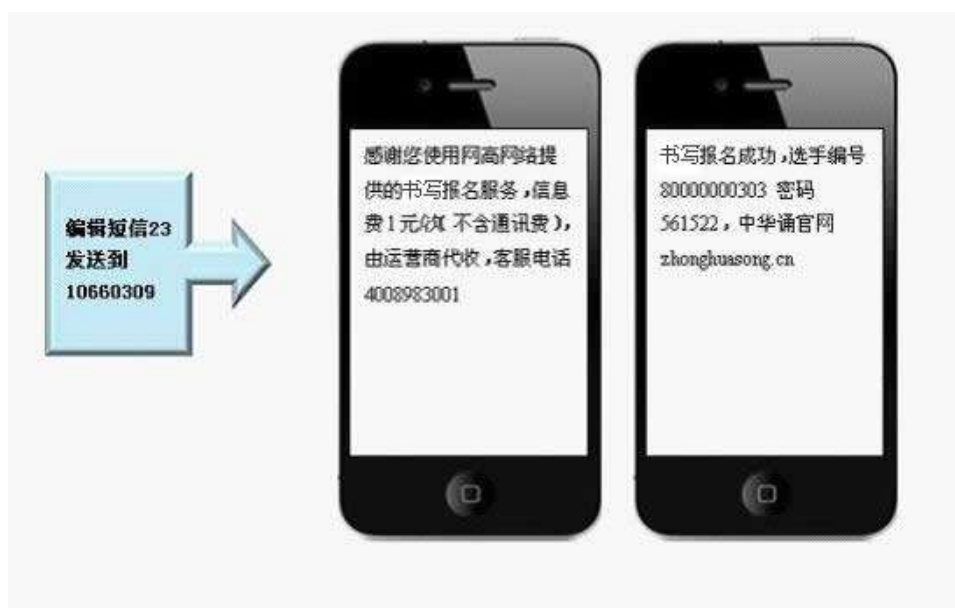 编辑短信23
发送到
10660309
感谢您使用网高网络提
供的书写报名服务,信息
费1元/次( 不含通讯费),
由运营商代收,客服电话
4008983001
书写报名成功,选手编号
80000000303 密码
561522，中华诵官网
zhonghuasong.cn